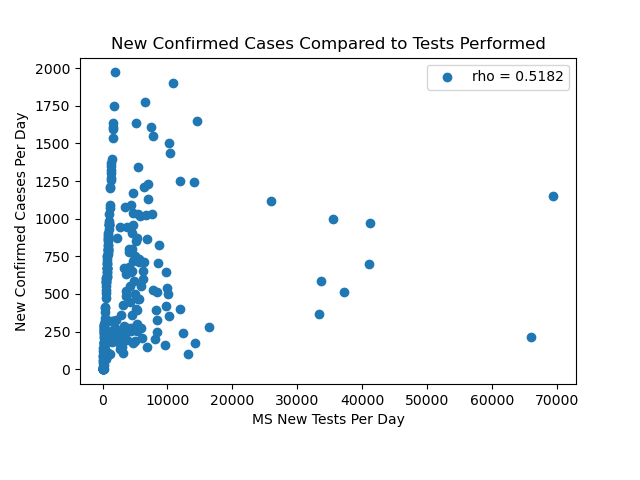 New Confirmed Cases Compared to Tests Performed
rho = 0.5182
New Confirmed Caeses Per Day
2000
1750
1500
1250
1000
750
500
250
0
0 10000 20000 30000 40000 50000 60000 70000
MS New Tests Per Day